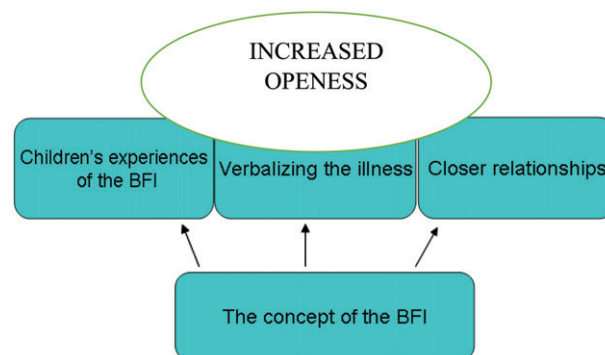 INCREASED
OPENESS
Children's experiences
of the BFI
Verbalizing the illness
Closer relationships
The concept of the BFI